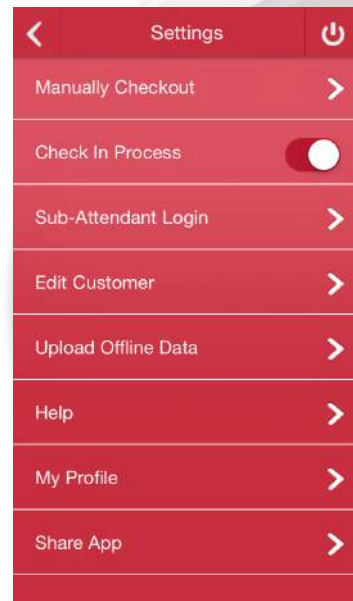 Settings
Manually Checkout
Check In Process
Sub-Attendant Login
Edit Customer
Upload Offline Data
Help
My Profile
Share App